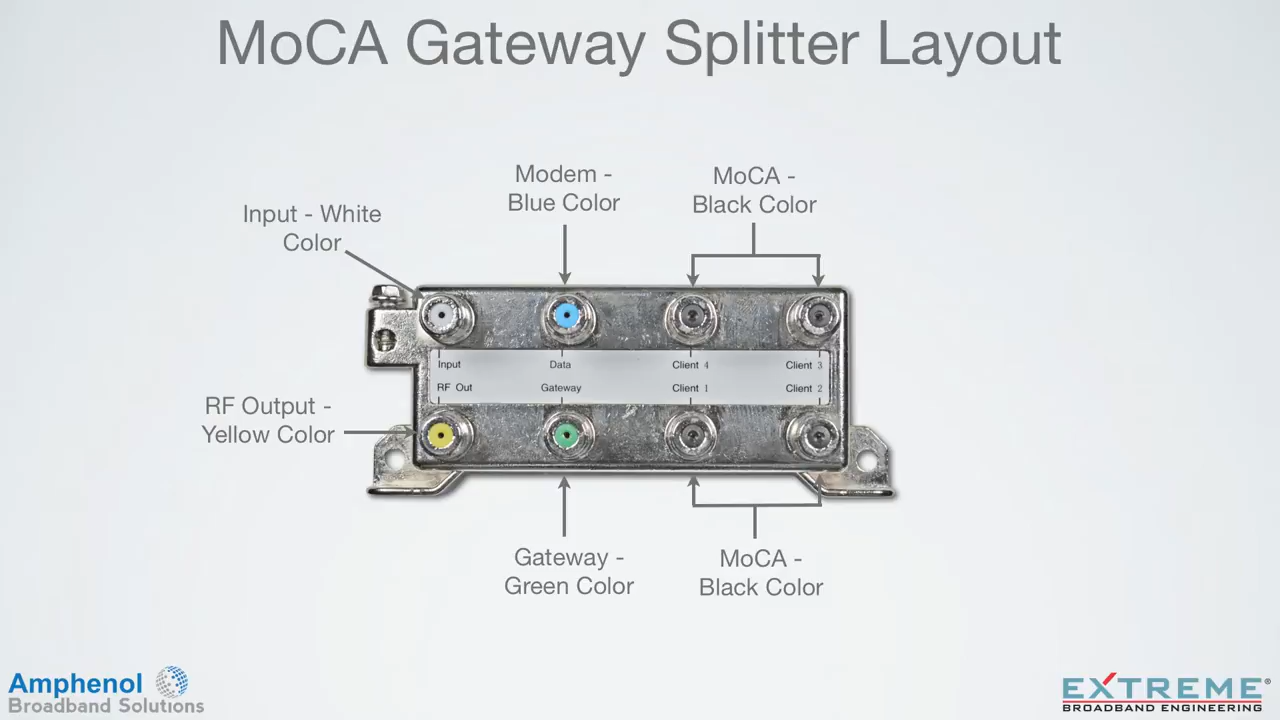 MoCA Gateway Splitter Layout
Modem -
Blue Color
MoCA -
Black Color
Input - White
Color
Input
Data
Client 4
Client 3
RF Out
Gateway
Client 1
Client 2
RF Output -
Yellow Color
Gateway -
Green Color
MoCA -
Black Color
Amphenol
Broadband Solutions
EXTREME®
BROADBAND ENGINEERING